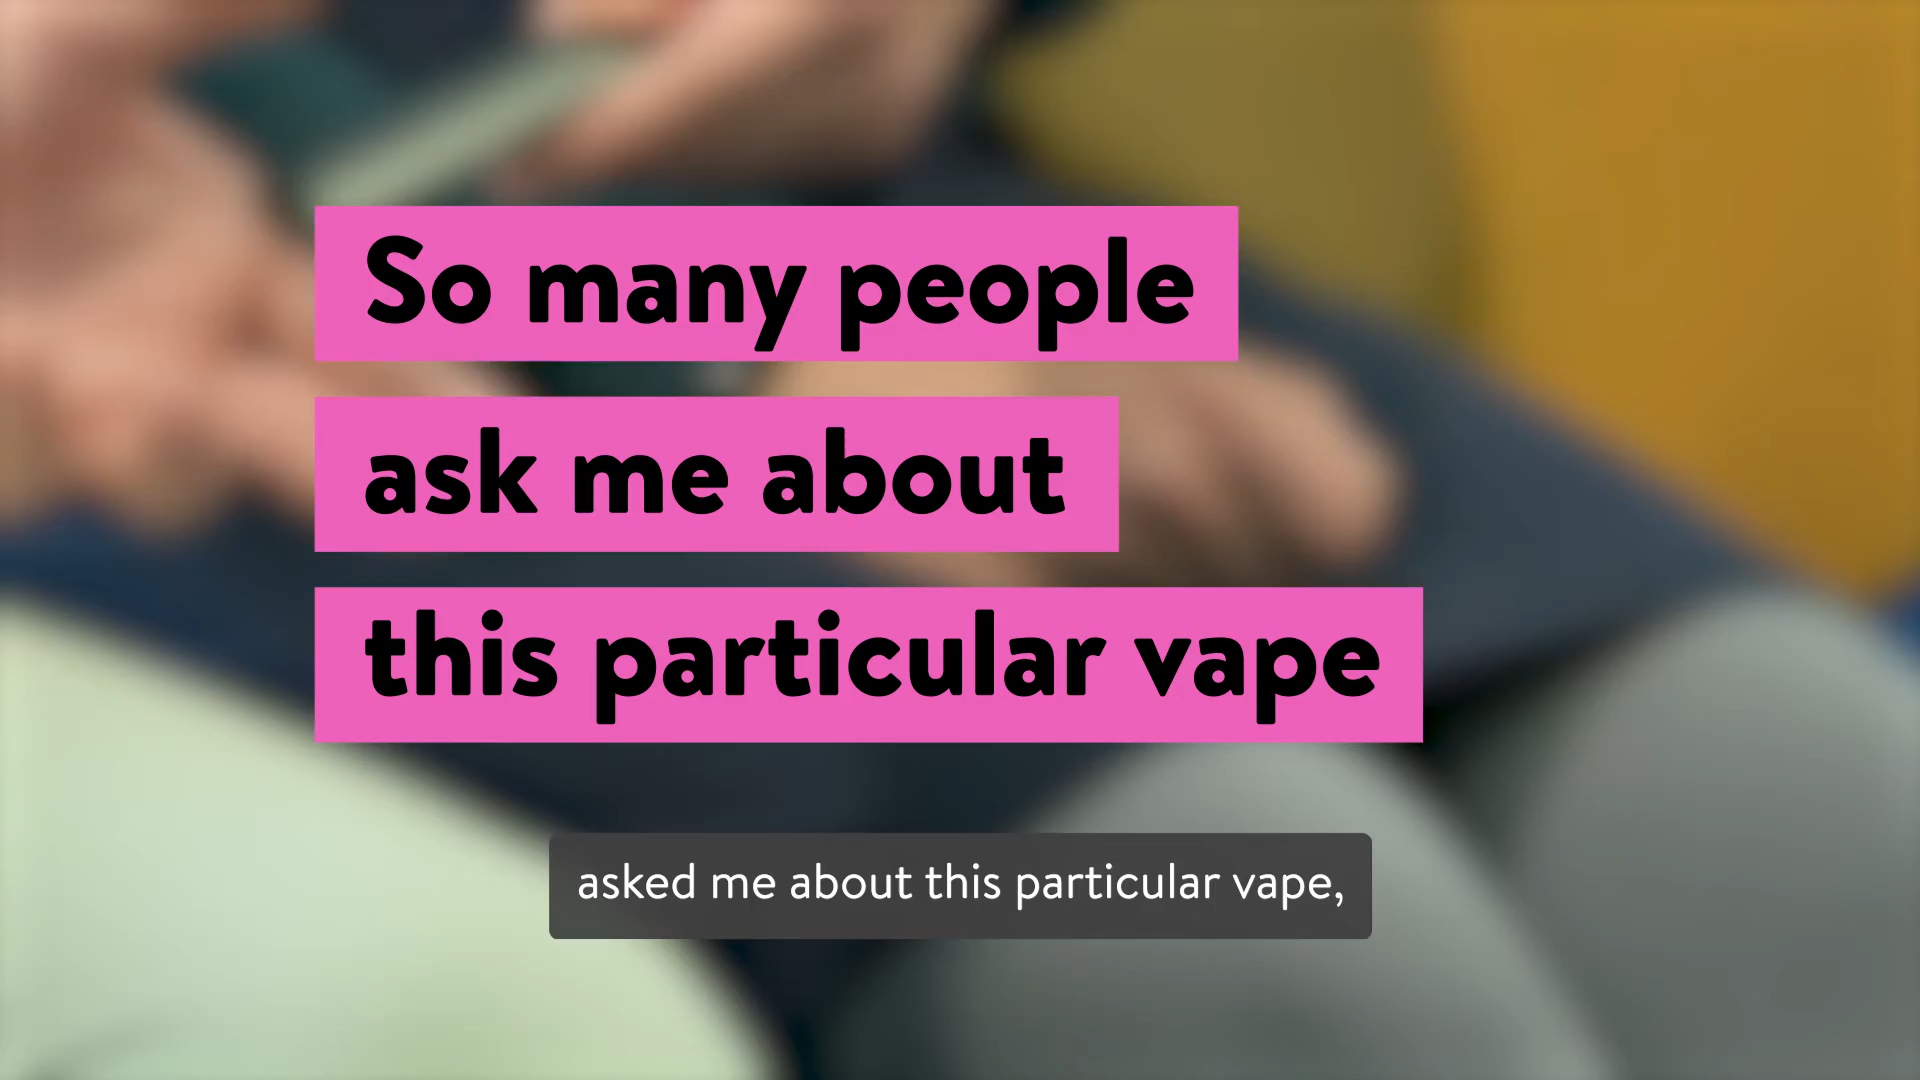 So many people
ask me about
this particular vape
asked me about this particular vape,